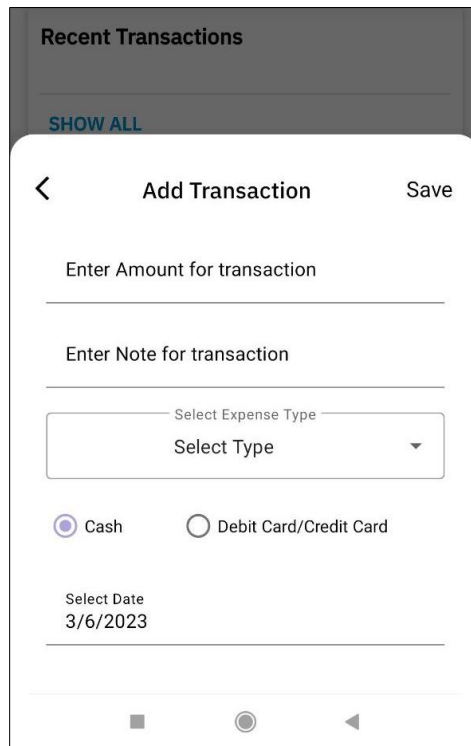 Recent Transactions
SHOW ALL
Add Transaction Save
Enter Amount for transaction
Enter Note for transaction
Select Expense Type
Select Type
Cash Debit Card/Credit Card
Select Date
3/6/2023